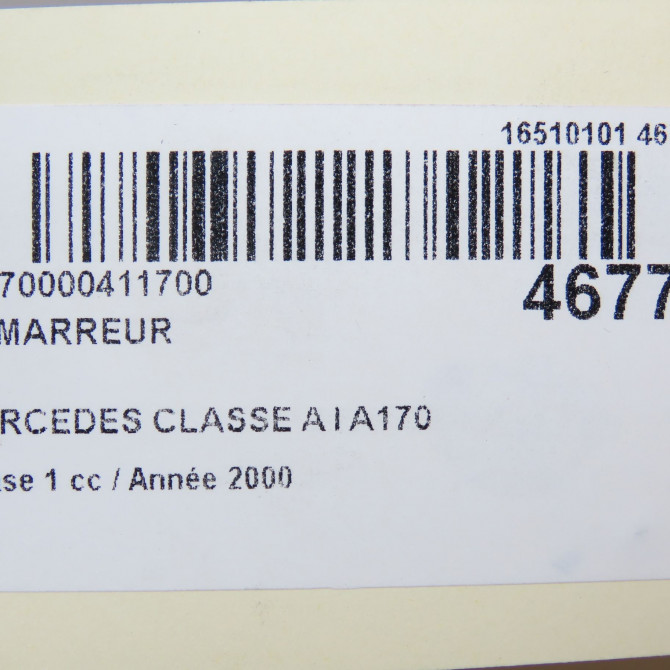 16510101 46
70000411700
4677
MARREUR
RCEDES CLASSE A I A170
se 1 cc / Année 2000